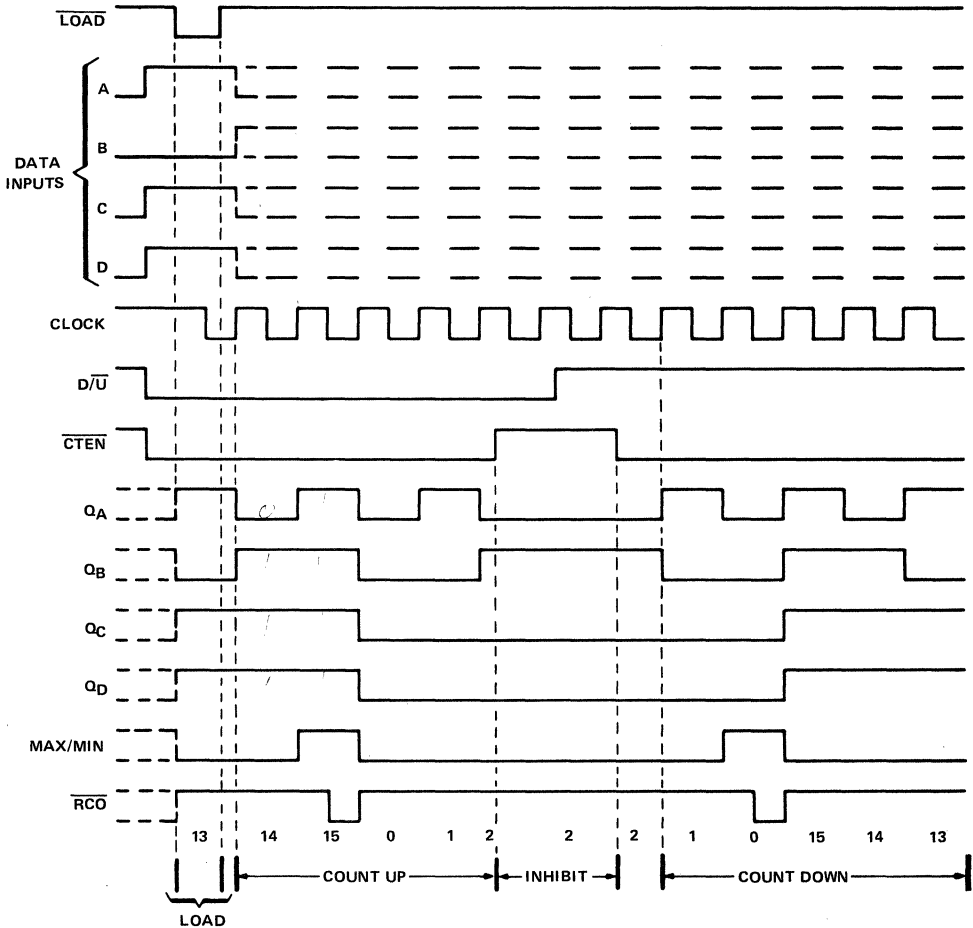 LOAD
A
B
DATA
INPUTS
C
D
CLOCK
D/U
CTEN
QA
QB
QC
QD
MAX/MIN
RCO
13 14 15 0 1 2 2 2 1 0 15 14 13
COUNT UP INHIBIT COUNT DOWN
LOAD